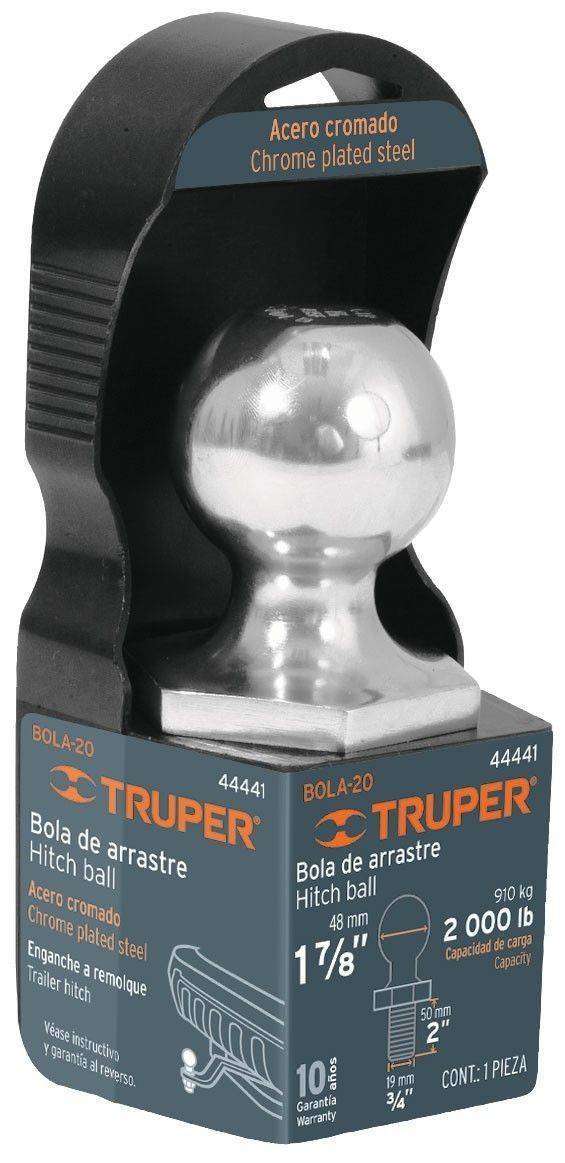 Acero cromado
Chrome plated steel
BOLA-20
44441
TRUPER®
Bola de arrastre
Hitch ball
Acero cromado
Chrome plated steel
Enganche a remolque
Trailer hitch
Véase instructivo
y garantía al reverso.
BOLA-20
44441
TRUPER®
Bola de arrastre
Hitch ball
48 mm
1 7/8"
910 kg
2 000 lb
Capacidad de carga
Capacity
50 mm
2"
10 años
Garantía
Warranty
19 mm
3/4"
CONT.: 1 PIEZA